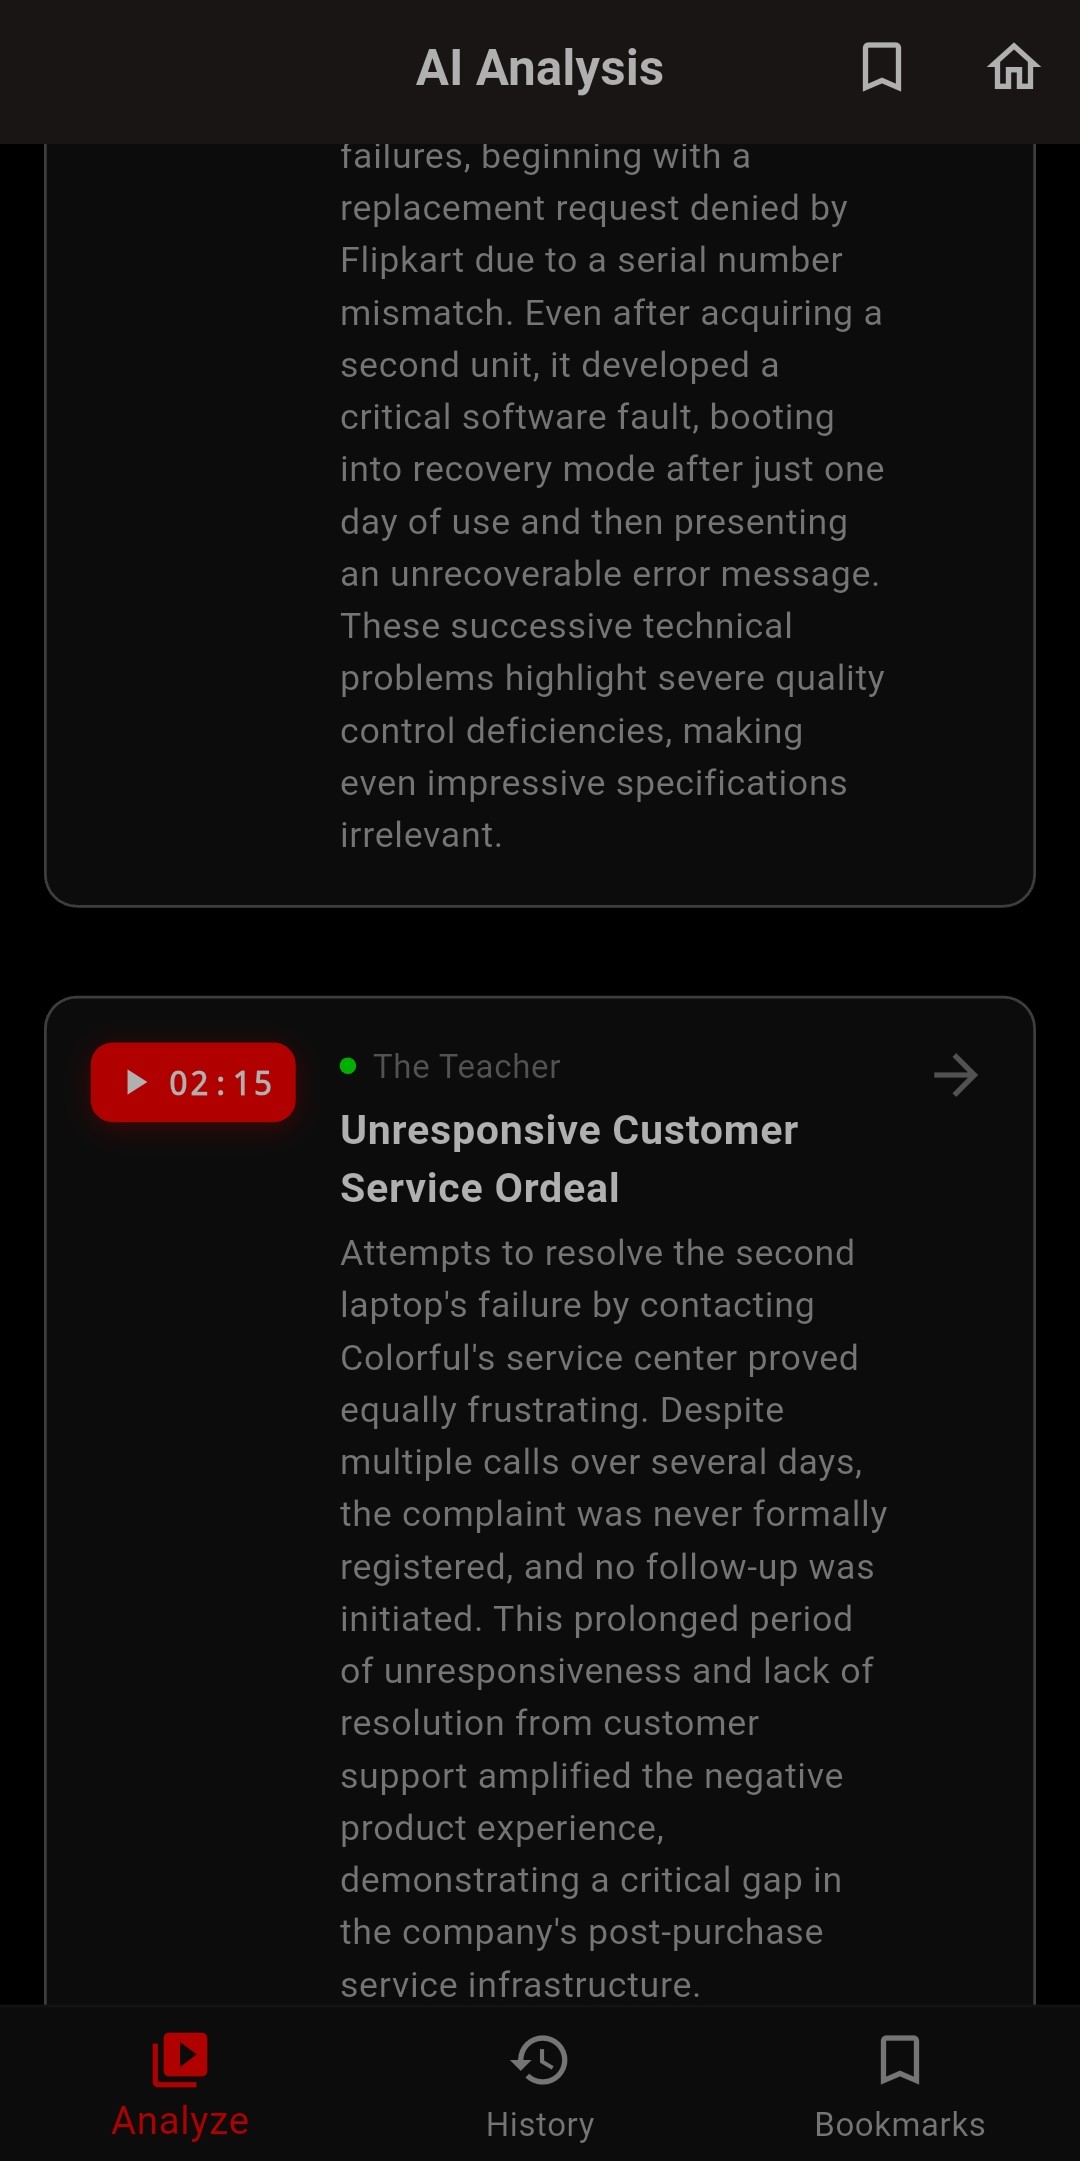 AI Analysis
failures, beginning with a
replacement request denied by
Flipkart due to a serial number
mismatch. Even after acquiring a
second unit, it developed a
critical software fault, booting
into recovery mode after just one
day of use and then presenting
an unrecoverable error message.
These successive technical
problems highlight severe quality
control deficiencies, making
even impressive specifications
irrelevant.
02:15
The Teacher
Unresponsive Customer
Service Ordeal
Attempts to resolve the second
laptop's failure by contacting
Colorful's service center proved
equally frustrating. Despite
multiple calls over several days,
the complaint was never formally
registered, and no follow-up was
initiated. This prolonged period
of unresponsiveness and lack of
resolution from customer
support amplified the negative
product experience,
demonstrating a critical gap in
the company's post-purchase
service infrastructure.
Analyze
History
Bookmarks